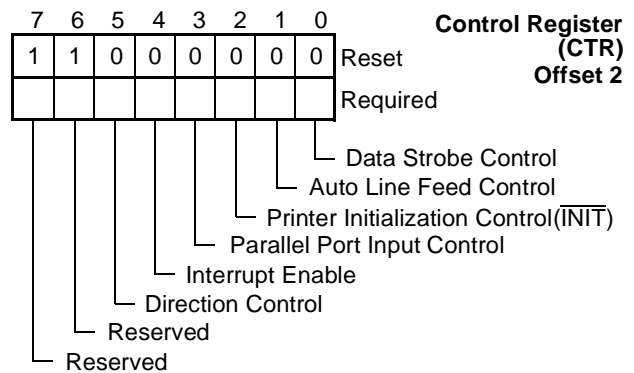 7 6 5 4 3 2 1 0
Control Register
(CTR)
Offset 2
1 1 0 0 0 0 0 0 Reset
Required
Data Strobe Control
Auto Line Feed Control
Printer Initialization Control(INIT)
Parallel Port Input Control
Interrupt Enable
Direction Control
Reserved
Reserved